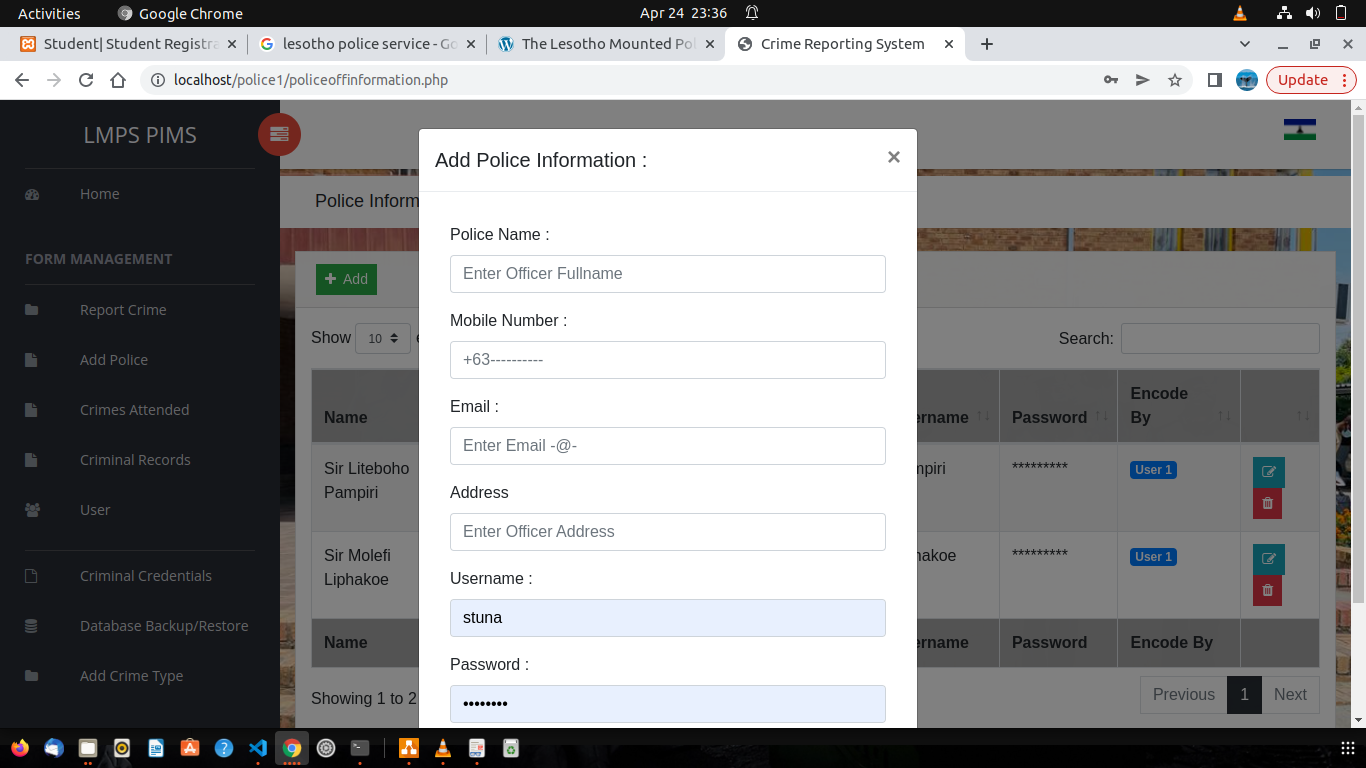 Activities
Google Chrome
Apr 24 23:36
Student| Student Registra
lesotho police service - Go
The Lesotho Mounted Pol
Crime Reporting System
localhost/police1/policeoffinformation.php
Update
LMPS PIMS
Home
FORM MANAGEMENT
Report Crime
Add Police
Crimes Attended
Criminal Records
User
Criminal Credentials
Database Backup/Restore
Add Crime Type
Police Inform
Add
Show 10 e
Search:
Name
ername
Password
Encode By
Sir Liteboho Pampiri
mpiri
*********
User 1
Sir Molefi Liphakoe
hakoe
*********
User 1
Name
ername
Password
Encode By
Showing 1 to 2
Previous
1
Next
Add Police Information :
×
Police Name :
Enter Officer Fullname
Mobile Number :
+63----------
Email :
Enter Email -@-
Address
Enter Officer Address
Username :
stuna
Password :
••••••••